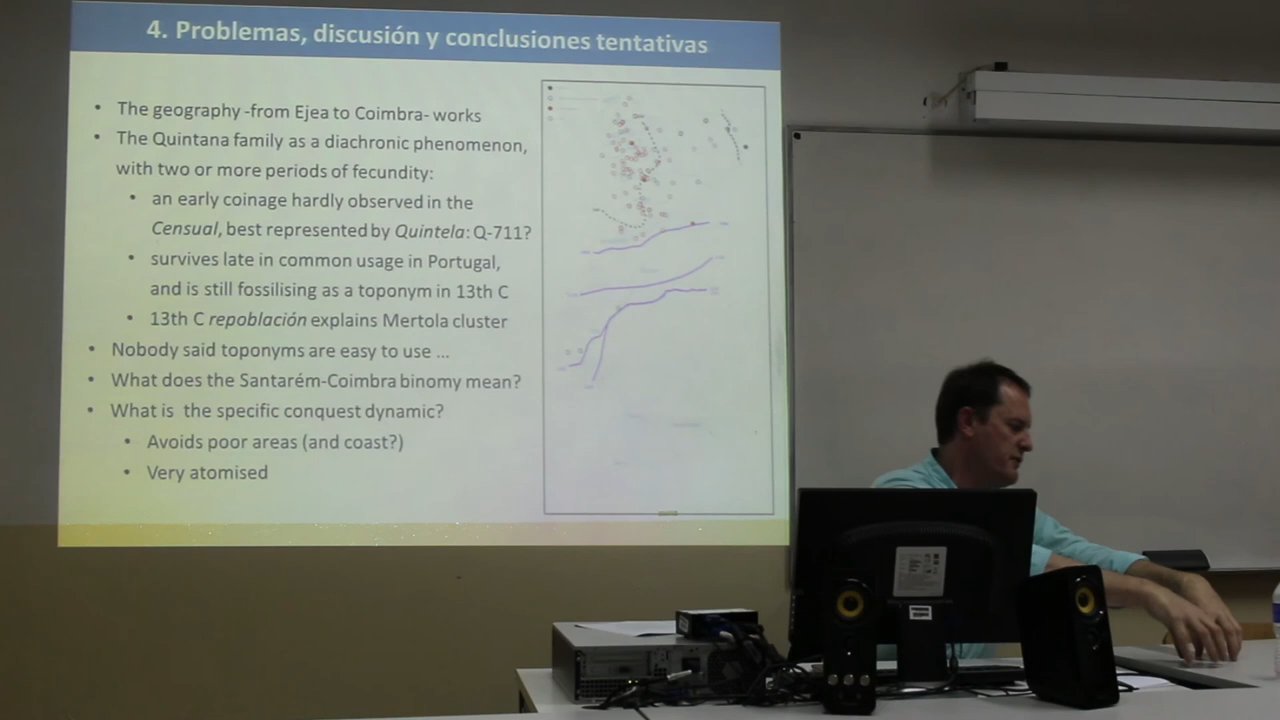 4. Problemas, discusión y conclusiones tentativas
• The geography -from Ejea to Coimbra- works
• The Quintana family as a diachronic phenomenon,
with two or more periods of fecundity:
• an early coinage hardly observed in the
Censual, best represented by Quintela: Q-711?
• survives late in common usage in Portugal,
and is still fossilising as a toponym in 13th C
• 13th C repoblación explains Mertola cluster
• Nobody said toponyms are easy to use ...
• What does the Santarém-Coimbra binomy mean?
• What is the specific conquest dynamic?
• Avoids poor areas (and coast?)
• Very atomised